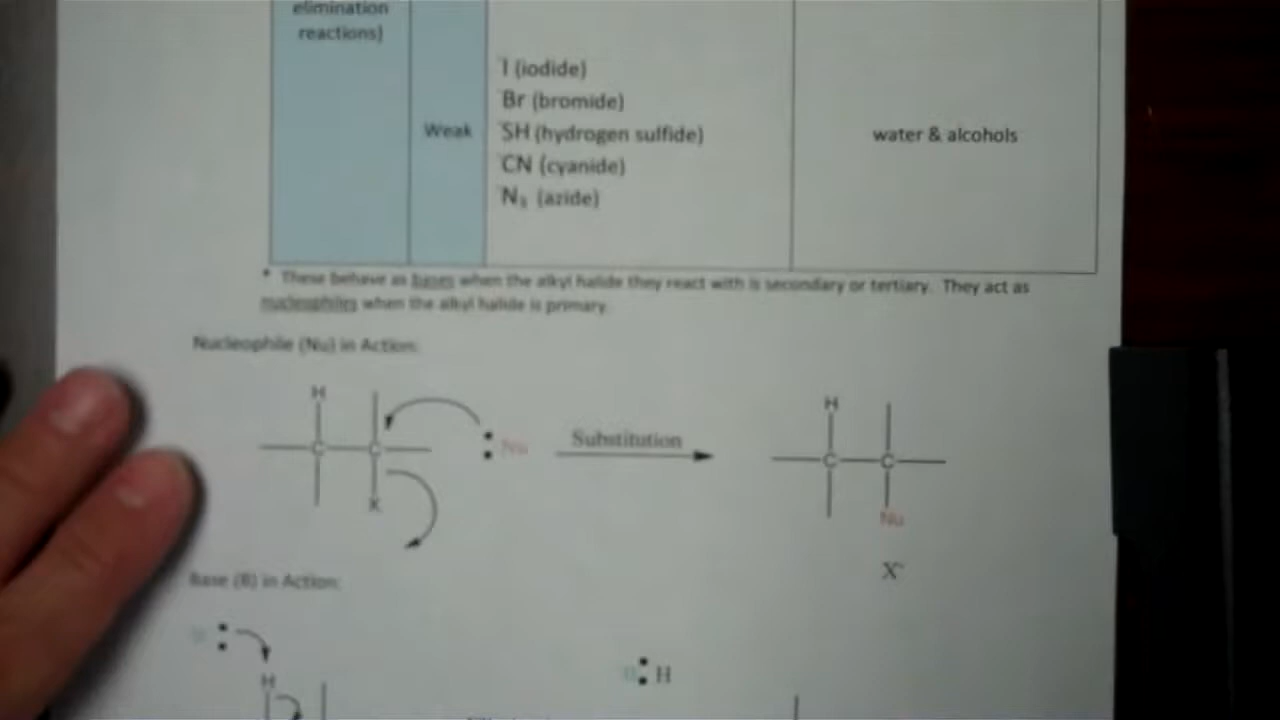 elimination
reactions)
Weak
I (iodide)
Br (bromide)
SH (hydrogen sulfide)
CN (cyanide)
N₃ (azide)
water & alcohols
* These behave as bases when the alkyl halide they react with is secondary or tertiary. They act as
nucleophiles when the alkyl halide is primary.
Nucleophile (Nu) in Action:
H
C C
X
:Nu
Substitution
H
C C
Nu
X⁻
Base (B) in Action:
B:
H
B:H